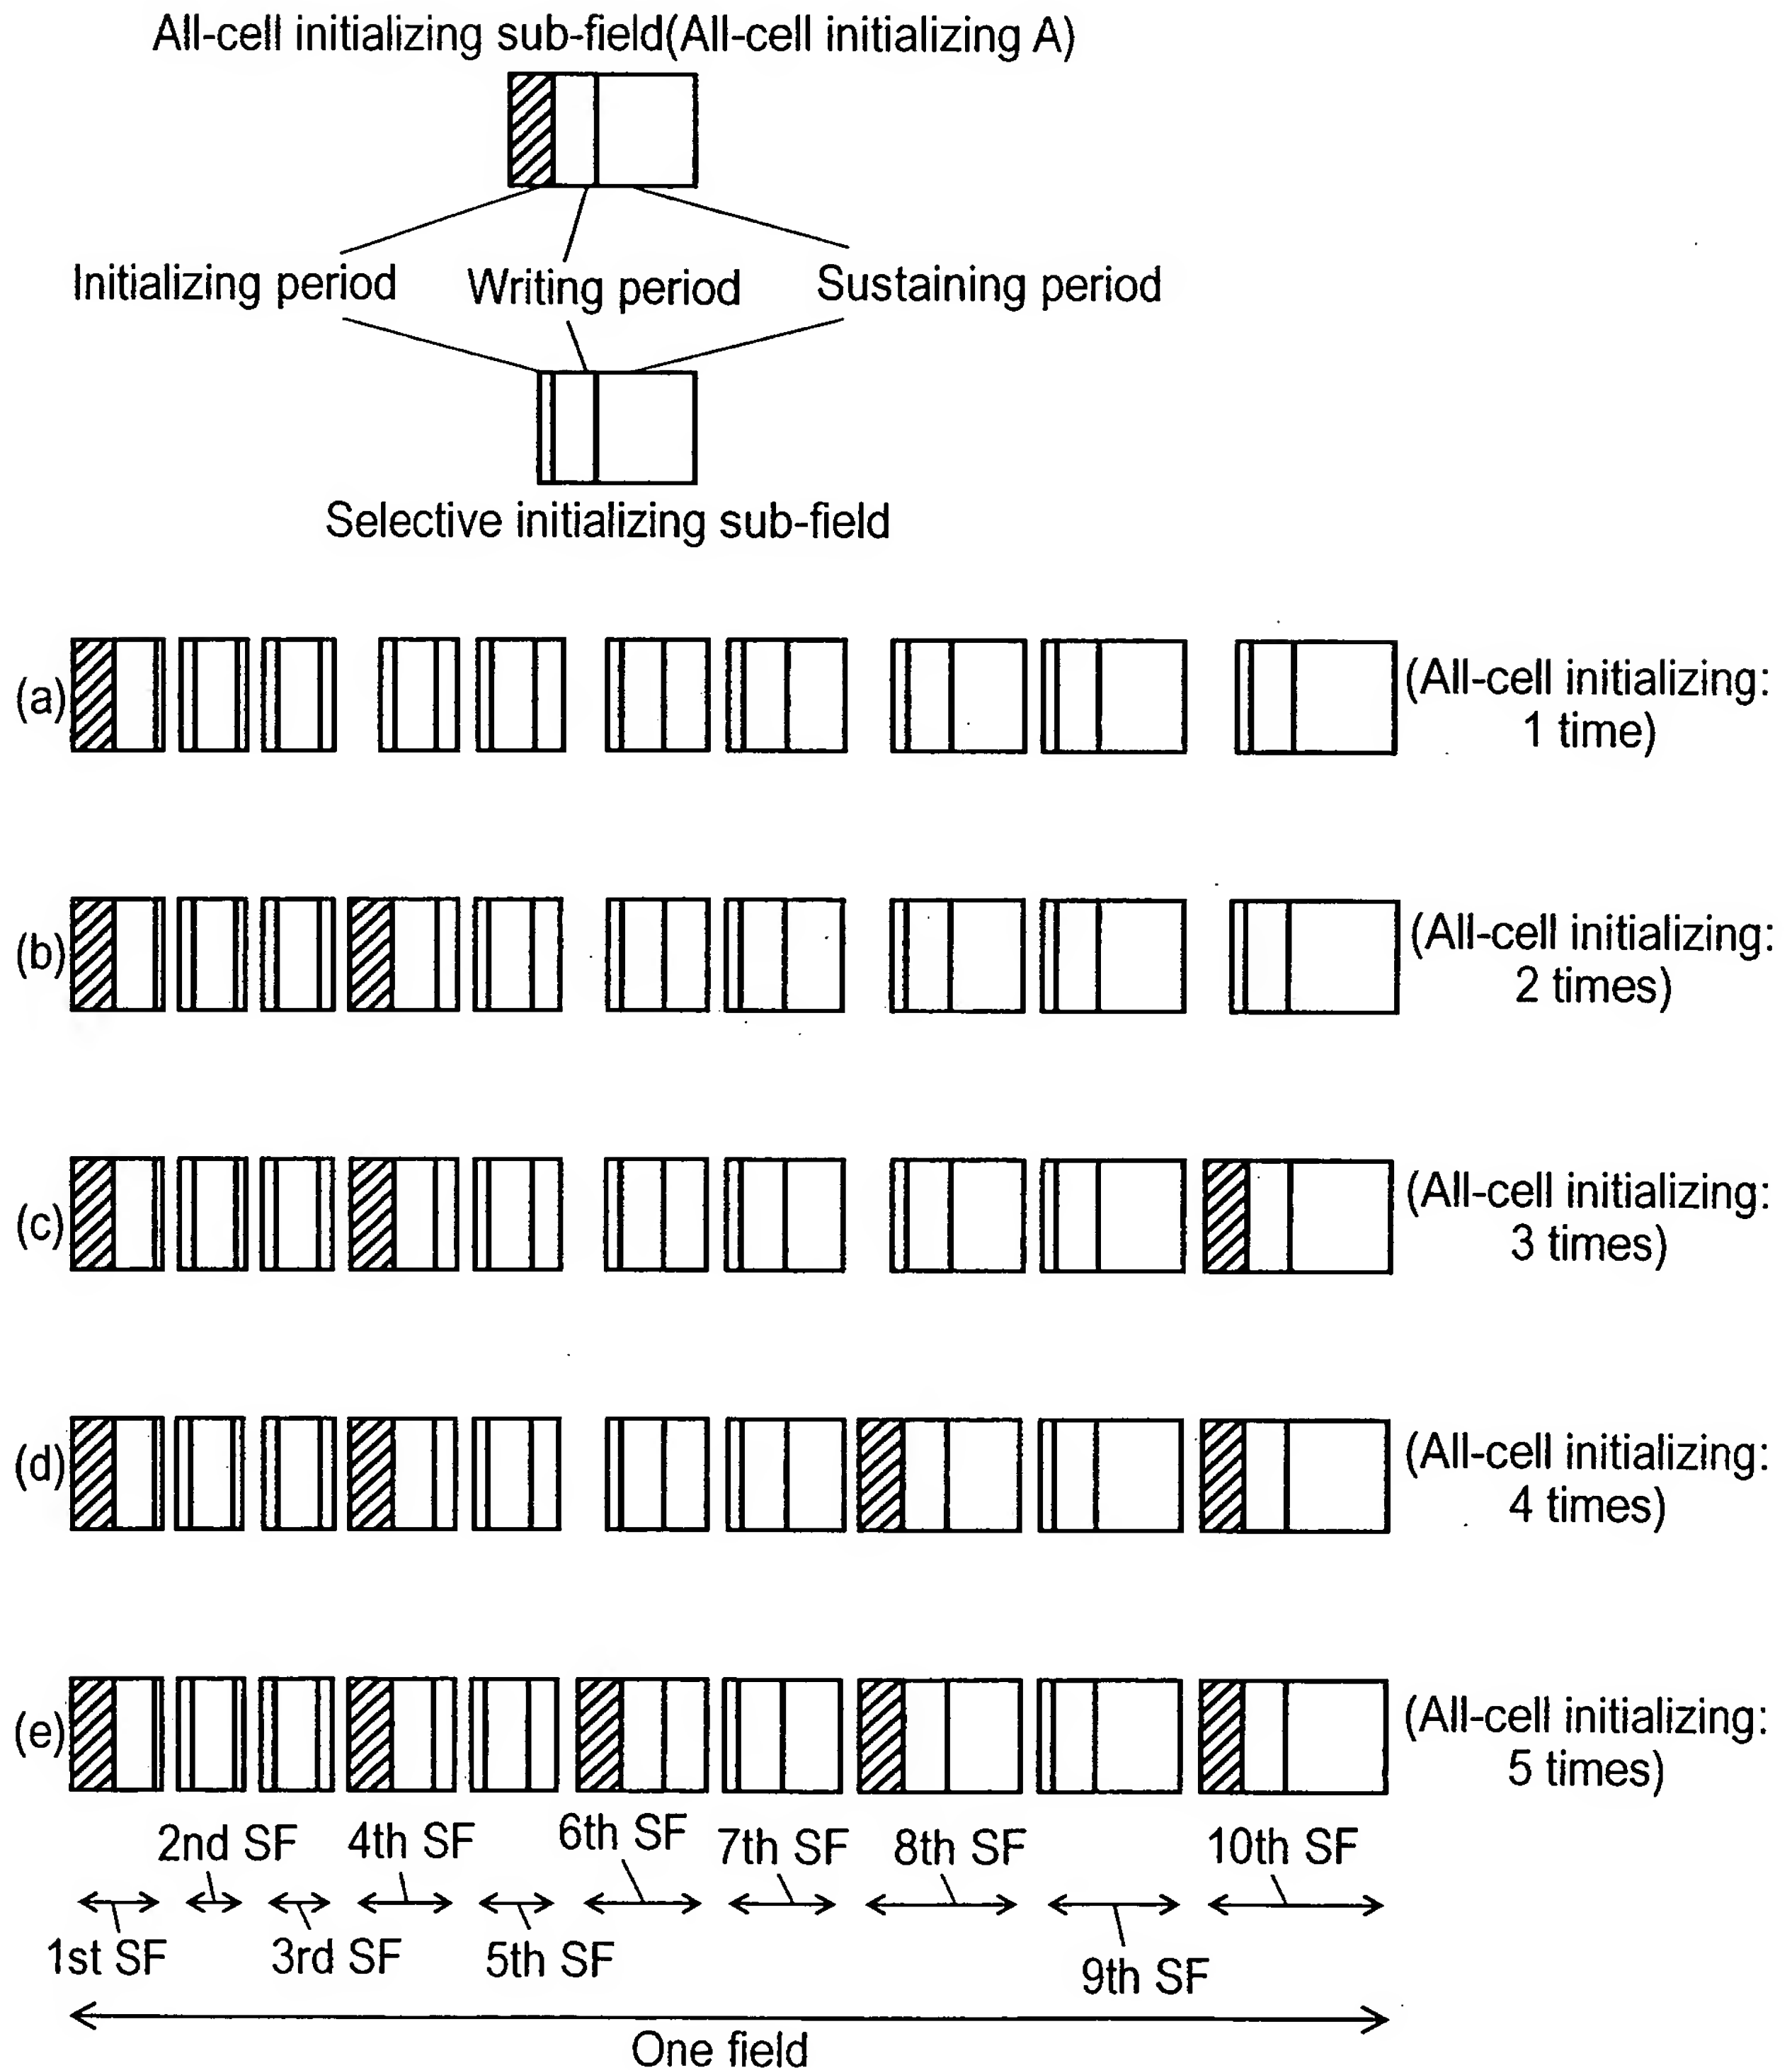 All-cell initializing sub-field(All-cell initializing A)
Initializing period
Writing period
Sustaining period
Selective initializing sub-field
(a)
(All-cell initializing:
1 time)
(b)
(All-cell initializing:
2 times)
(c)
(All-cell initializing:
3 times)
(d)
(All-cell initializing:
4 times)
(e)
(All-cell initializing:
5 times)
2nd SF
4th SF
6th SF
7th SF
8th SF
10th SF
1st SF
3rd SF
5th SF
9th SF
One field